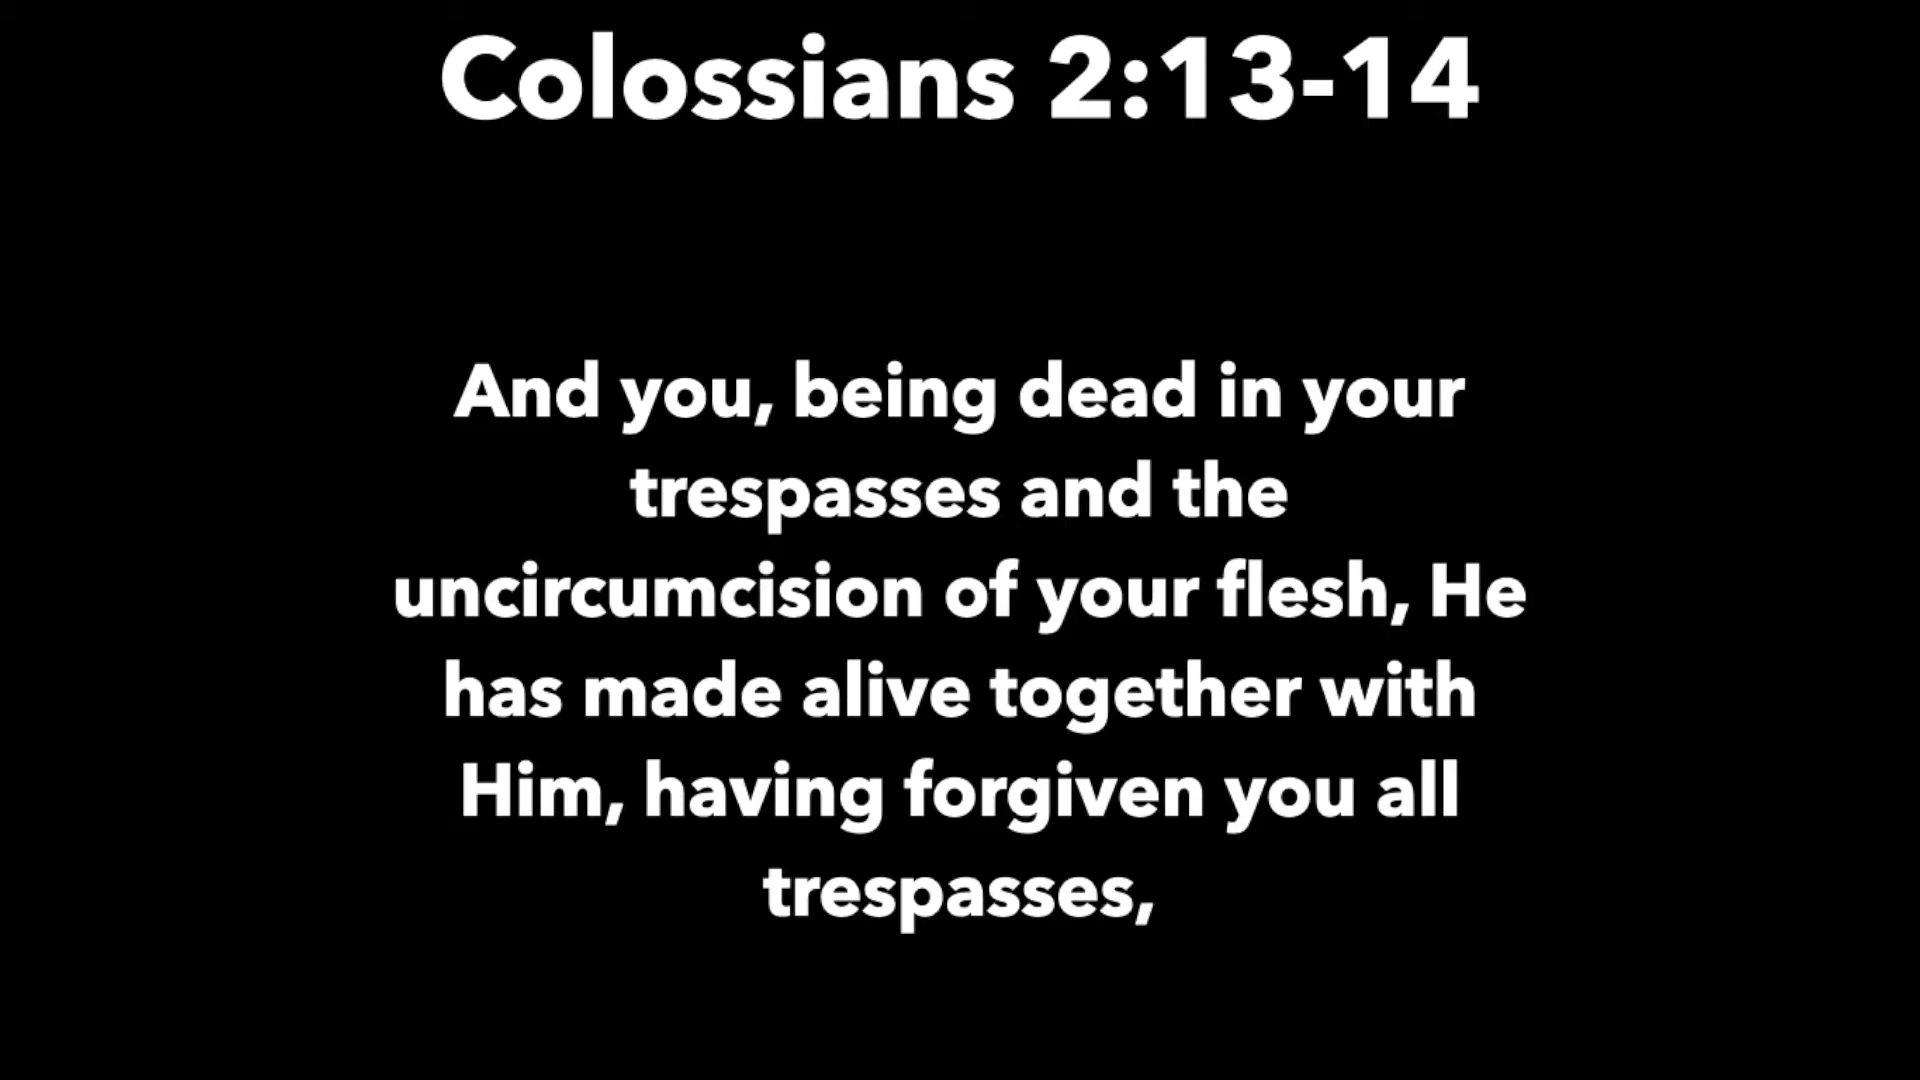 Colossians 2:13-14
And you, being dead in your
trespasses and the
uncircumcision of your flesh, He
has made alive together with
Him, having forgiven you all
trespasses,